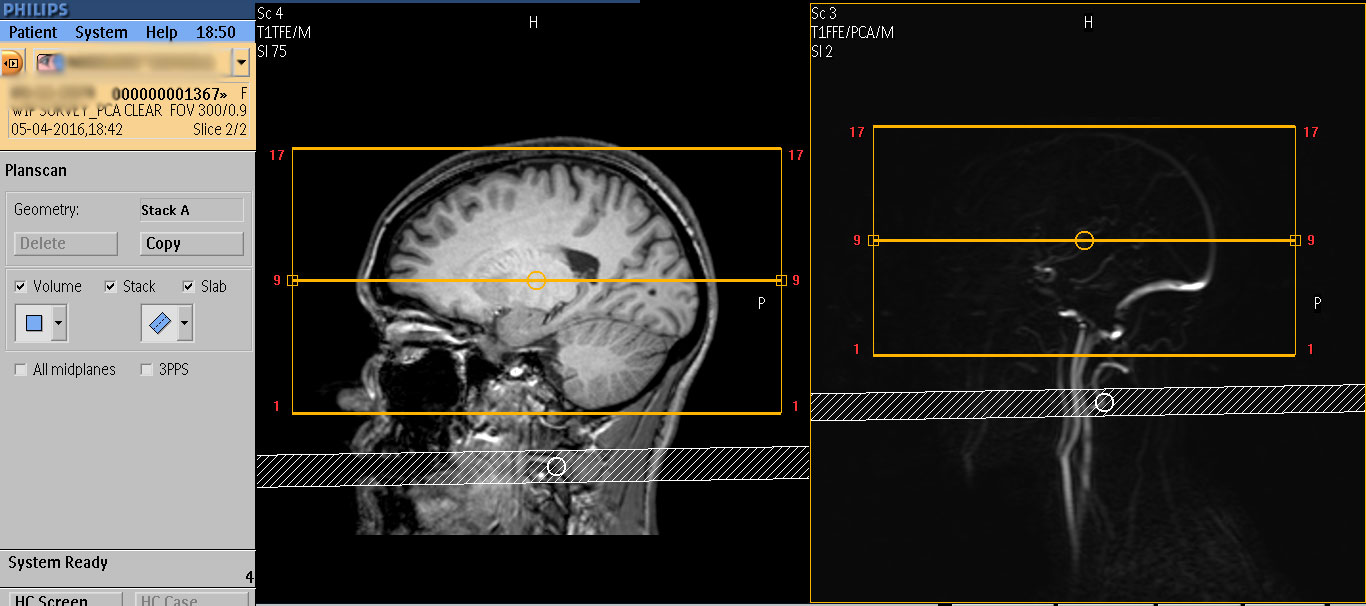 PHILIPS
Patient System Help 18:50
000000001367» F
WIP SURVEY_PCA CLEAR FOV 300/0.9
05-04-2016,18:42 Slice 2/2
Planscan
Geometry: Stack A
Delete Copy
Volume Stack Slab
All midplanes 3PPS
System Ready
4
HC Screen HC Case
Sc 4
T1TFE/M
Sl 75
H
17 17
9 9
P
1 1
Sc 3
T1FFE/PCA/M
Sl 2
H
17 17
9 9
P
1 1